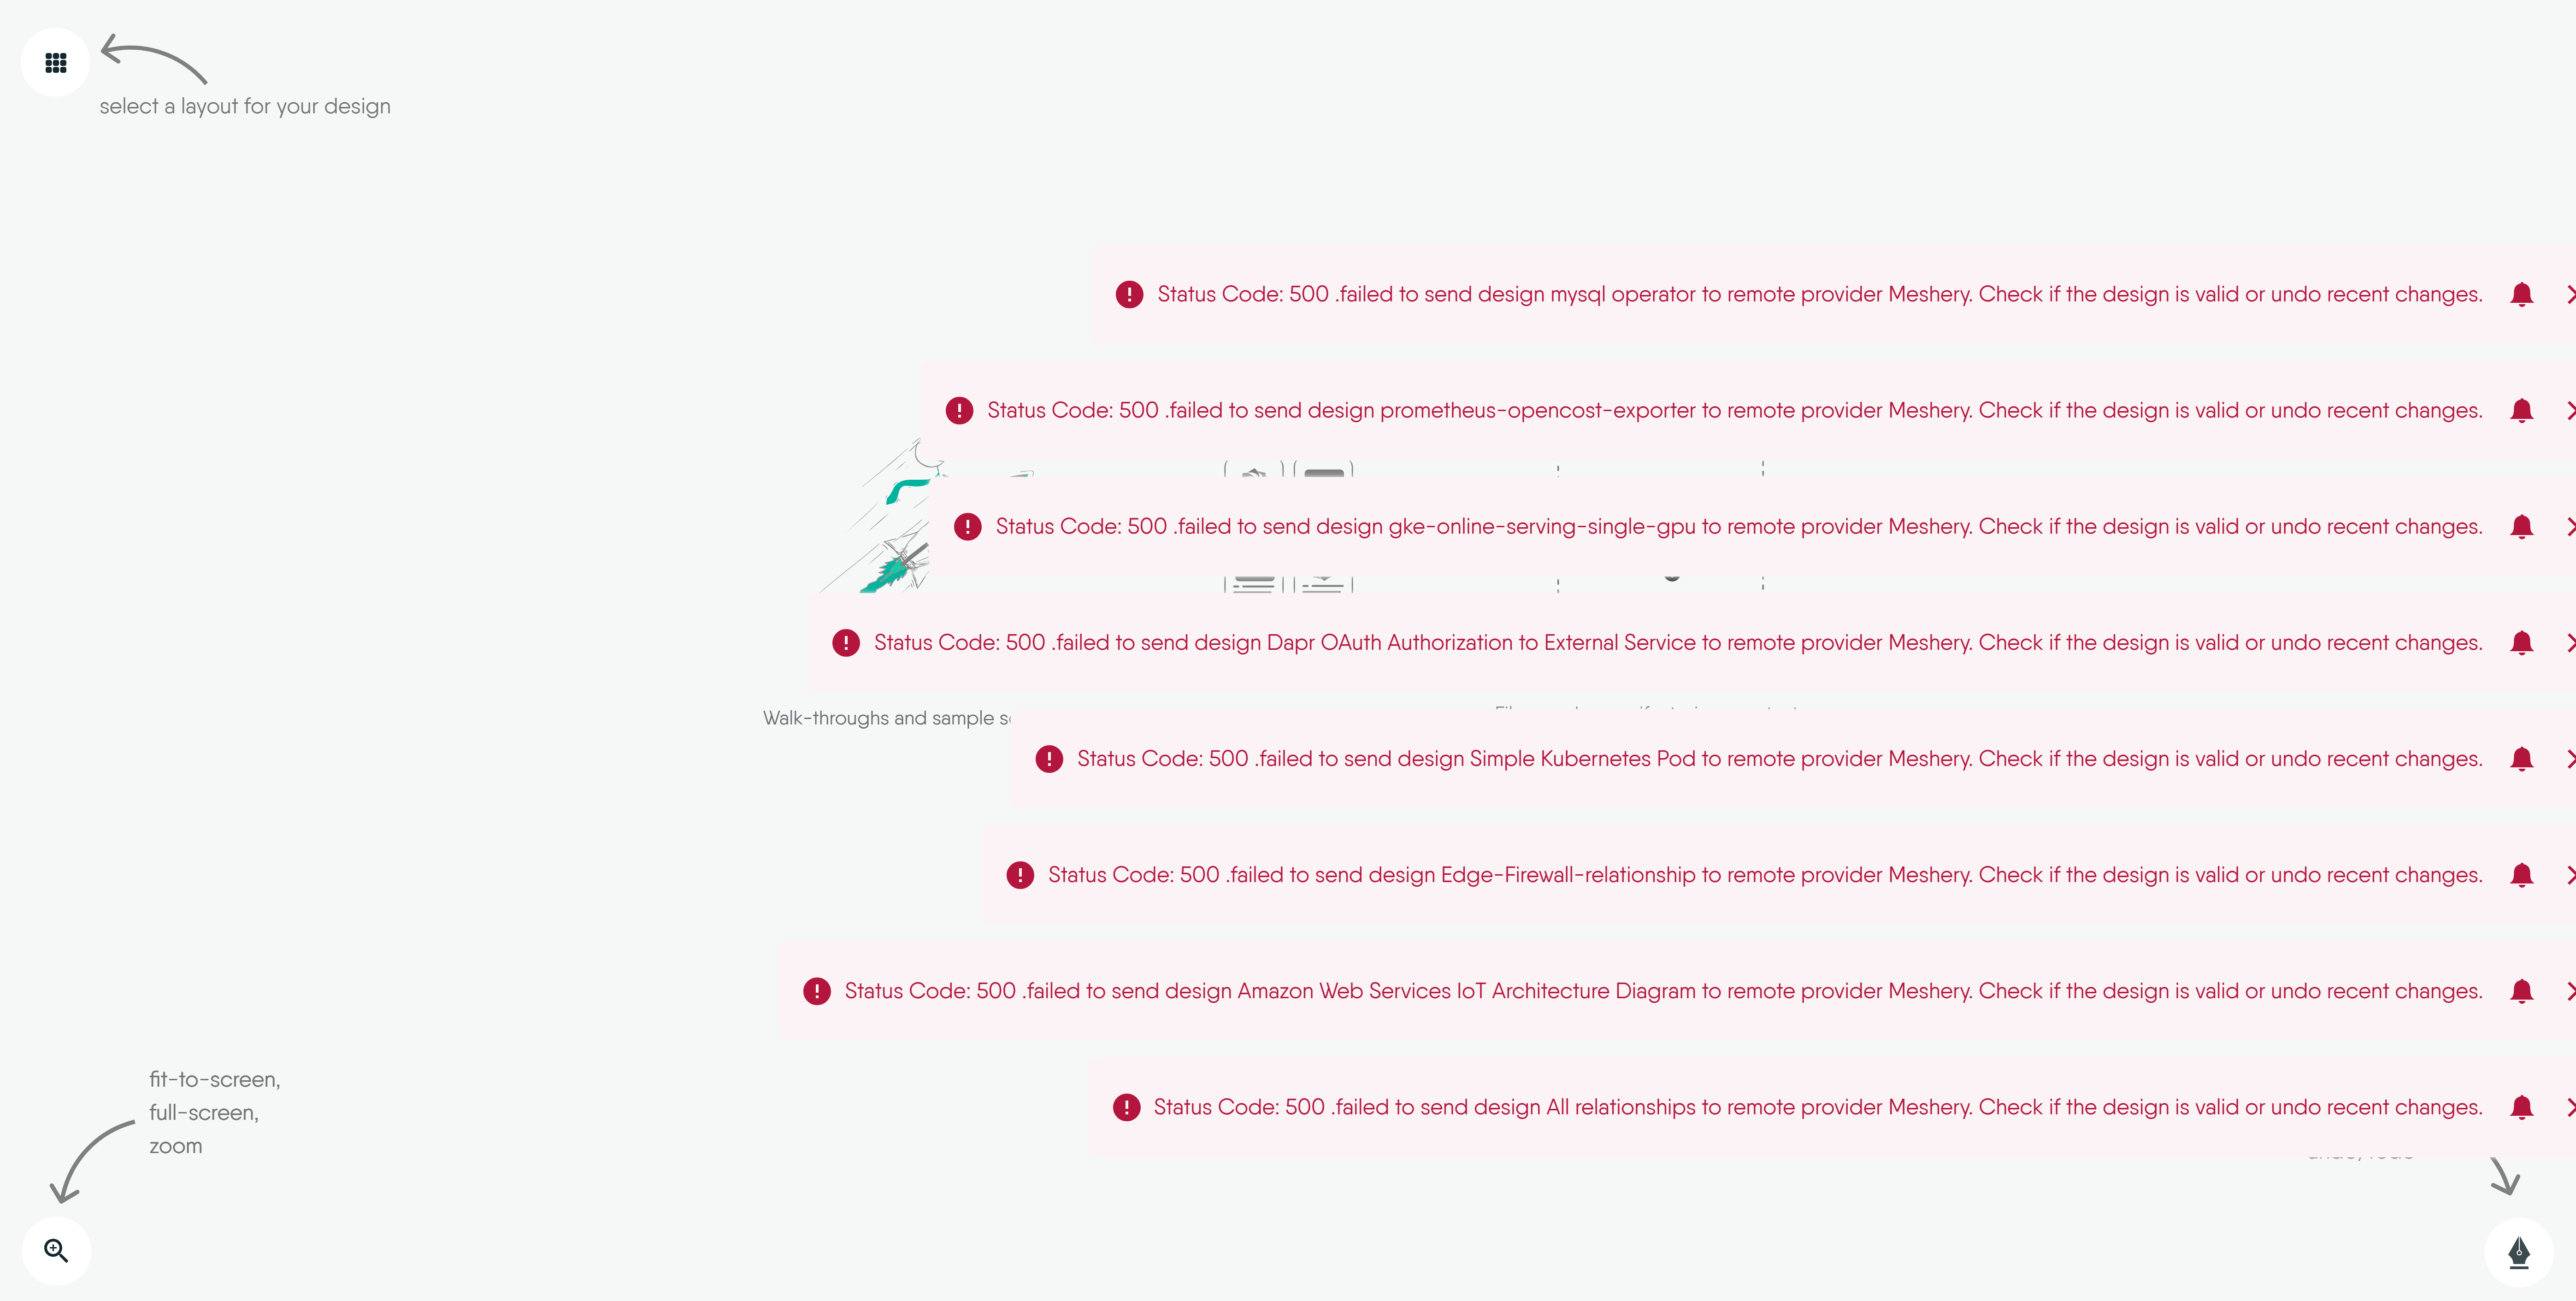 select a layout for your design
Status Code: 500 .failed to send design mysql operator to remote provider Meshery. Check if the design is valid or undo recent changes.
Status Code: 500 .failed to send design prometheus-opencost-exporter to remote provider Meshery. Check if the design is valid or undo recent changes.
Status Code: 500 .failed to send design gke-online-serving-single-gpu to remote provider Meshery. Check if the design is valid or undo recent changes.
Status Code: 500 .failed to send design Dapr OAuth Authorization to External Service to remote provider Meshery. Check if the design is valid or undo recent changes.
Walk-throughs and sample
Status Code: 500 .failed to send design Simple Kubernetes Pod to remote provider Meshery. Check if the design is valid or undo recent changes.
Status Code: 500 .failed to send design Edge-Firewall-relationship to remote provider Meshery. Check if the design is valid or undo recent changes.
Status Code: 500 .failed to send design Amazon Web Services IoT Architecture Diagram to remote provider Meshery. Check if the design is valid or undo recent changes.
Status Code: 500 .failed to send design All relationships to remote provider Meshery. Check if the design is valid or undo recent changes.
fit-to-screen,
full-screen,
zoom